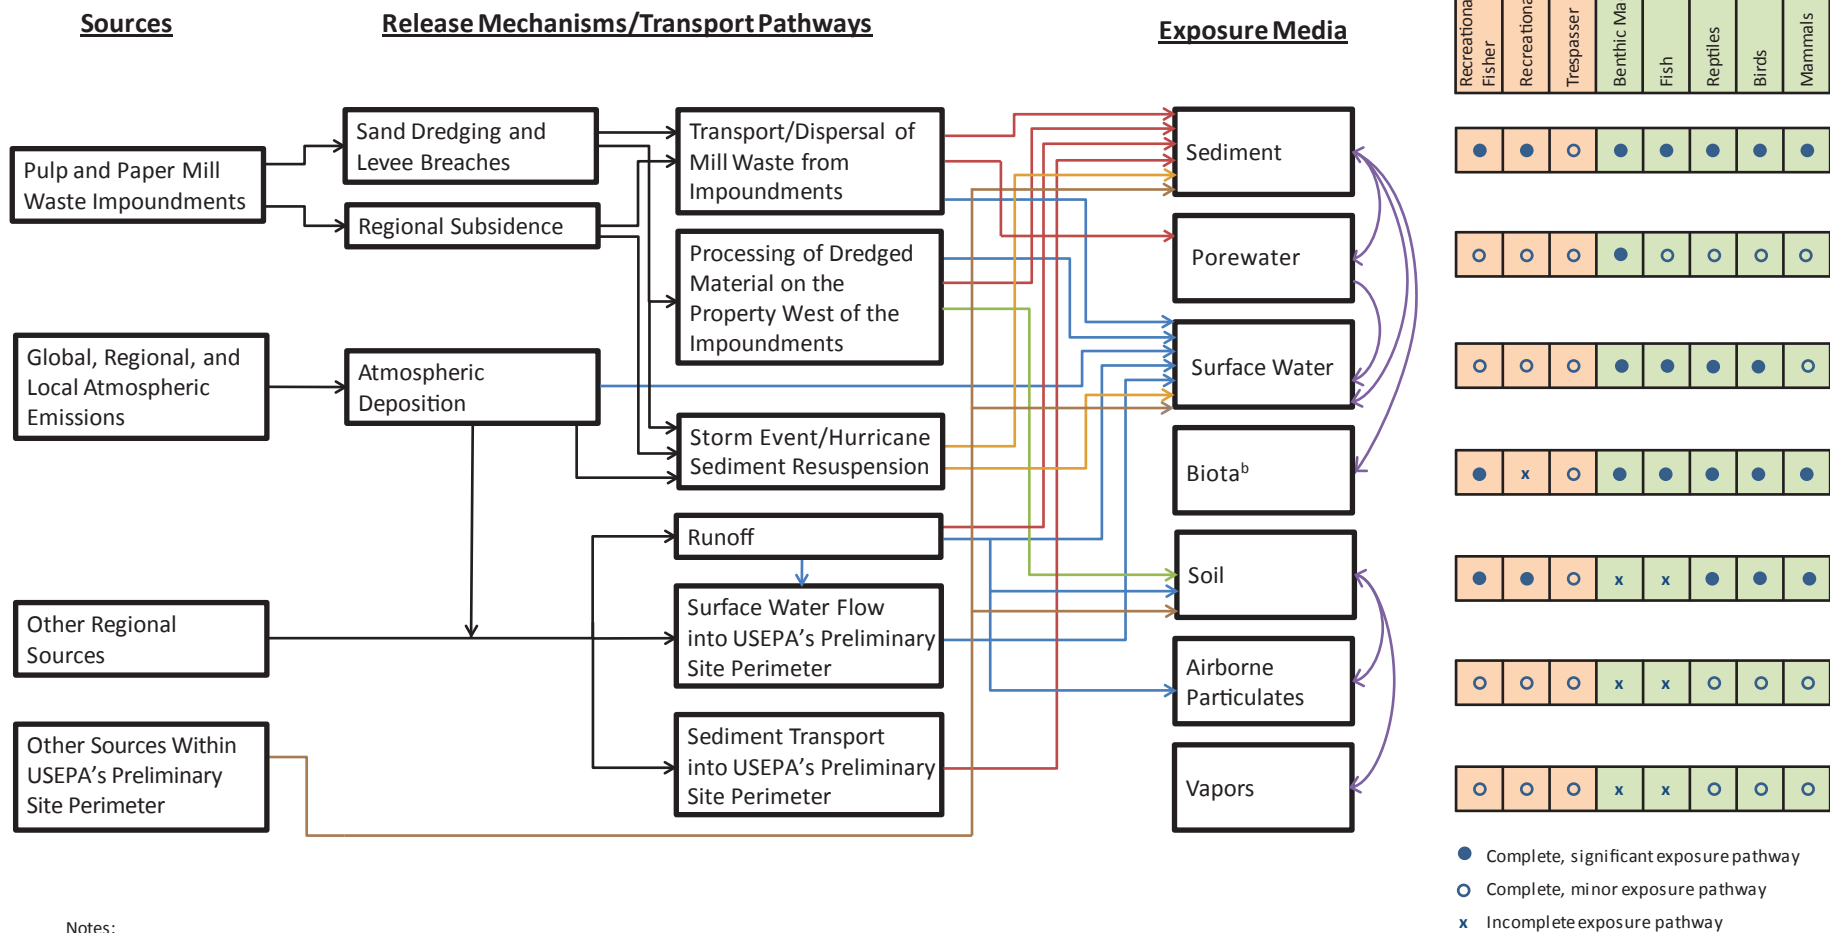 Sources
Release Mechanisms/Transport Pathways
Exposure Media
Recreational
Fisher
Recreational
Trespasser
Benthic Ma
Fish
Reptiles
Birds
Mammals
Pulp and Paper Mill
Waste Impoundments
Sand Dredging and
Levee Breaches
Regional Subsidence
Transport/Dispersal of
Mill Waste from
Impoundments
Processing of Dredged
Material on the
Property West of the
Impoundments
Sediment
Porewater
Global, Regional, and
Local Atmospheric
Emissions
Atmospheric
Deposition
Surface Water
Storm Event/Hurricane
Sediment Resuspension
Biotaᵇ
x
Runoff
Soil
x x
Other Regional
Sources
Surface Water Flow
into USEPA’s Preliminary
Site Perimeter
Airborne
Particulates
x x
Other Sources Within
USEPA’s Preliminary
Site Perimeter
Sediment Transport
into USEPA’s Preliminary
Site Perimeter
Vapors
x x
Complete, significant exposure pathway
Complete, minor exposure pathway
x Incomplete exposure pathway
Notes: